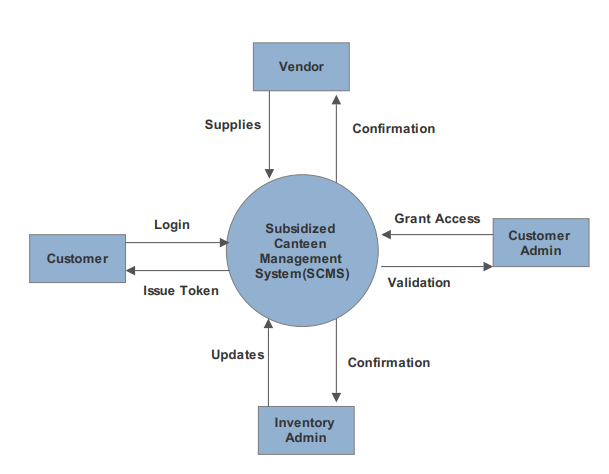 Vendor
Supplies
Confirmation
Login
Grant Access
Subsidized
Canteen
Management
System(SCMS)
Customer
Customer
Admin
Issue Token
Validation
Updates
Confirmation
Inventory
Admin